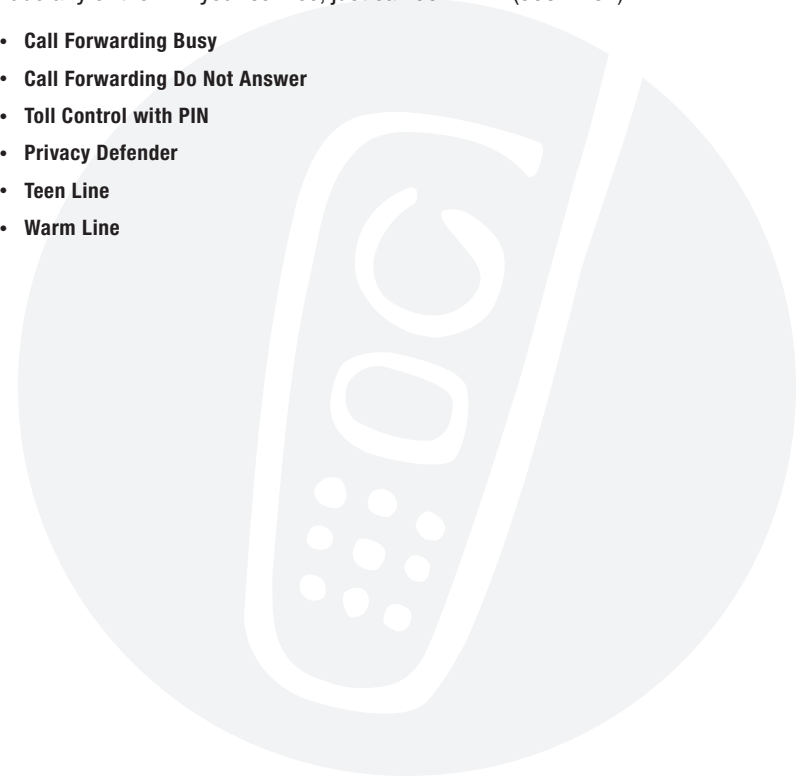 • Call Forwarding Busy
• Call Forwarding Do Not Answer
• Toll Control with PIN
• Privacy Defender
• Teen Line
• Warm Line